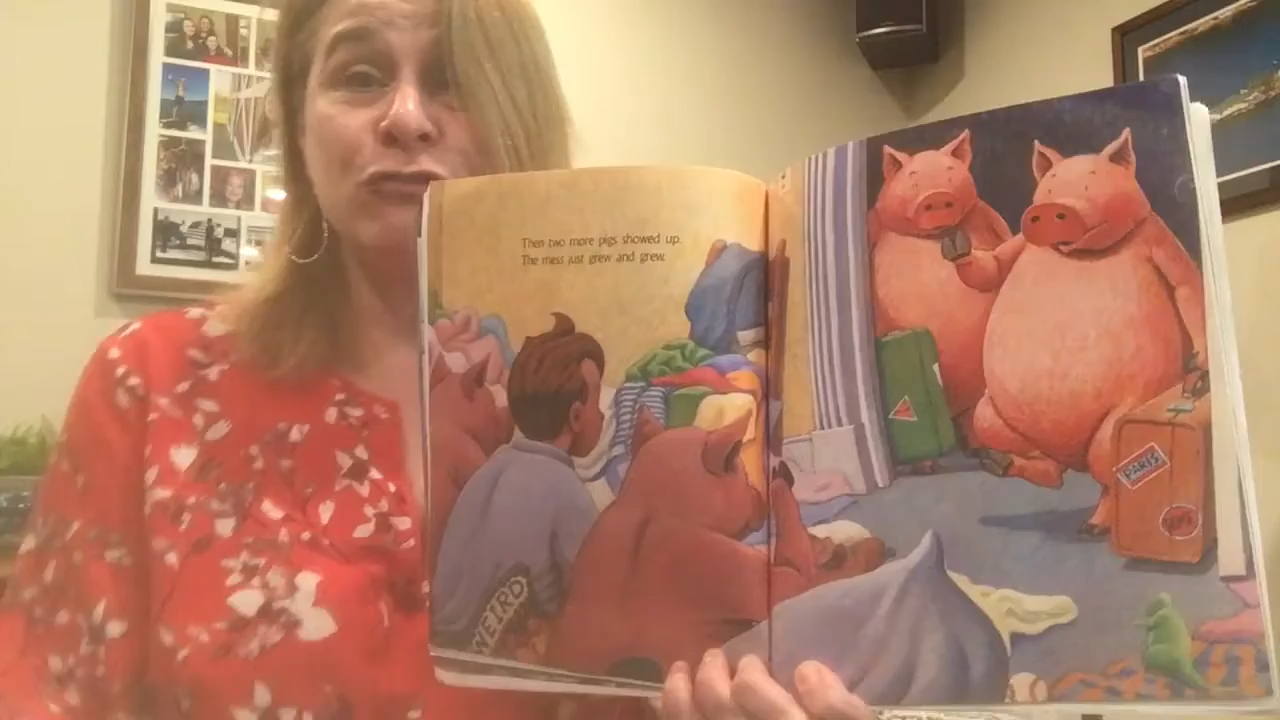 Then two more pigs showed up.
The mess just grew and grew.
WEIRD
PARIS